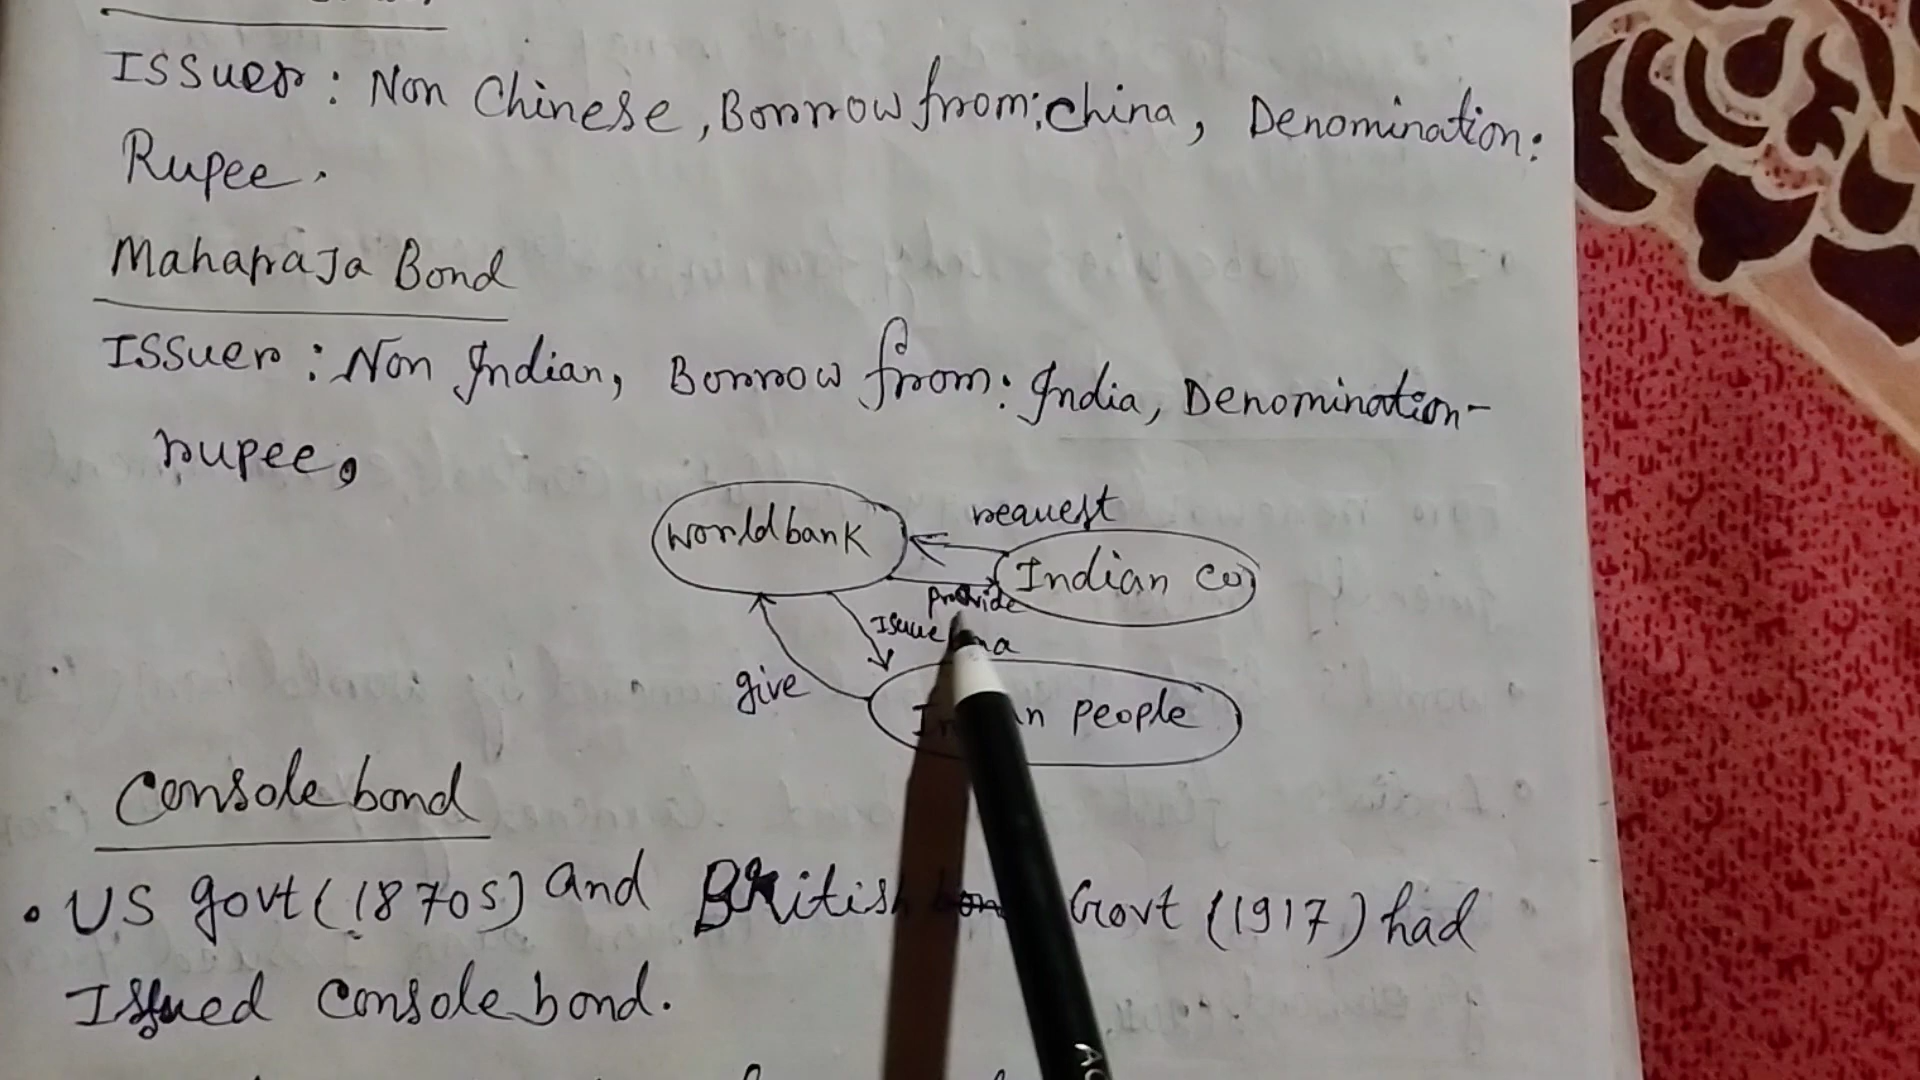 Issuer: Non Chinese, Borrow from: china, Denomination:
Rupee.
Maharaja Bond
Issuer: Non Indian, Borrow from: India, Denomination-
rupee,
request
worldbank
Indian co
provide
Issue
give
people
Console bond
• US govt (1870s) and British Govt (1917) had
Issued console bond.